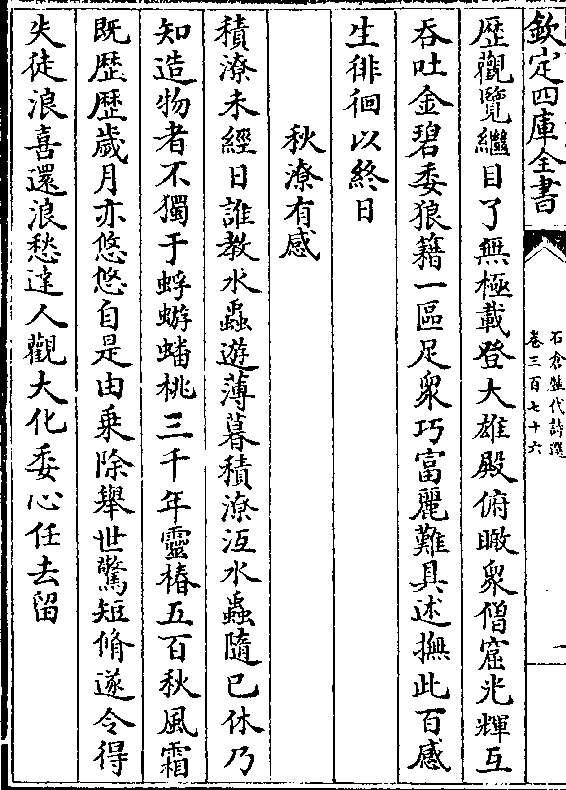 欽定四庫全書
石倉歷代詩選
卷三百七十六
歴觀覽繼目了無極載登大雄殿俯瞰衆僧窟光輝互
吞吐金碧委狼籍一區足衆巧富麗難具述撫此百感
生徘徊以終日
秋潦有感
積潦未經日誰教水蟲遊薄暮積潦沍水蟲隨已休乃
知造物者不獨于蜉蝣蟠桃三千年靈椿五百秋風霜
既歴歴歲月亦悠悠自是由乗除舉世驚短脩遂令得
失徒浪喜還浪愁達人觀大化委心任去留